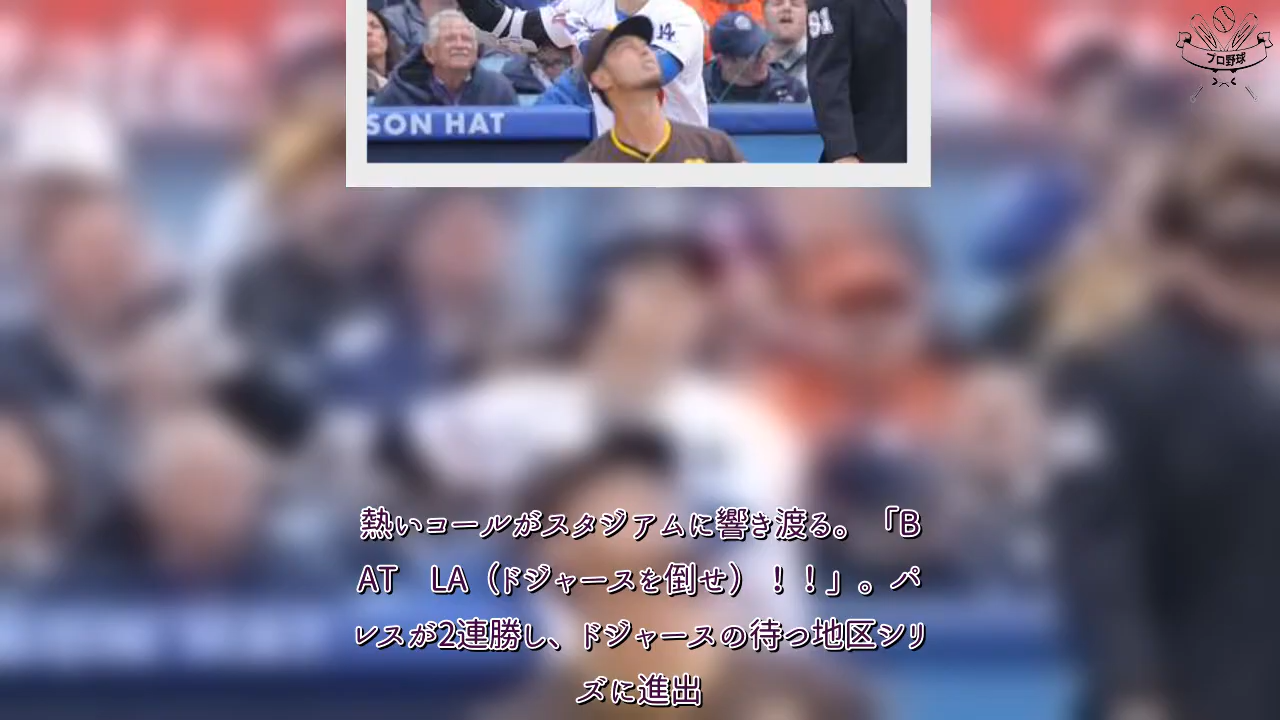 91
14
SON HAT
プロ野球
熱いコールがスタジアムに響き渡る。「B
AT　LA（ドジャースを倒せ）！！」。パ
レスが2連勝し、ドジャースの待つ地区シリ
ズに進出